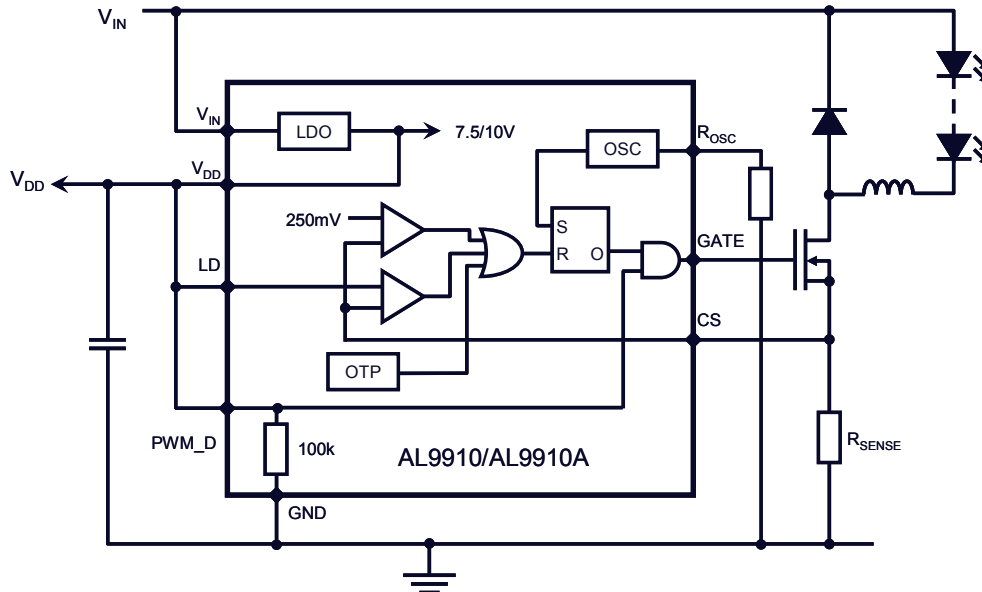 V_IN
V_IN
LDO
7.5/10V
R_OSC
OSC
V_DD
V_DD
250mV
S
R O
GATE
LD
CS
OTP
PWM_D
100k
AL9910/AL9910A
R_SENSE
GND